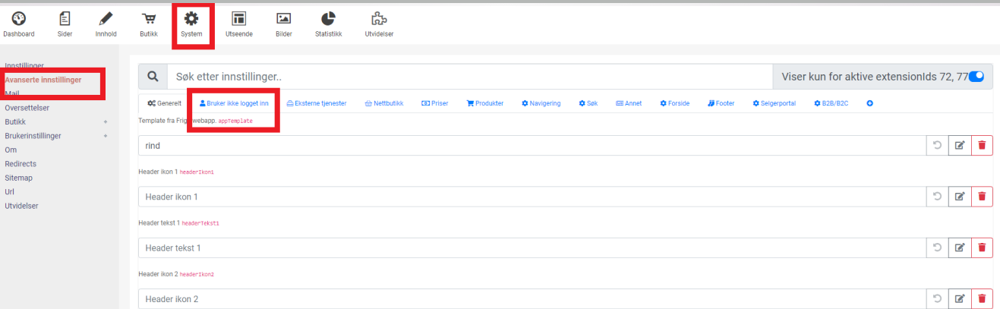 Dashboard Sider Innhold Butikk System Utseende Bilder Statistikk Utvidelser
Innstillinger
Avanserte innstillinger
Mail
Oversettelser
Butikk +
Brukerinstillinger +
Om
Redirects
Sitemap
Url
Utvidelser
Søk etter innstillinger.. Viser kun for aktive extensionIds 72, 77
Generelt Bruker ikke logget inn Eksterne tjenester Nettbutikk Priser Produkter Navigering Søk Annet Forside Footer Selgerportal B2B/B2C
Template fra webapp. appTemplate
rind
Header ikon 1 headerIkon1
Header ikon 1
Header tekst 1 headerTekst1
Header tekst 1
Header ikon 2 headerIkon2
Header ikon 2